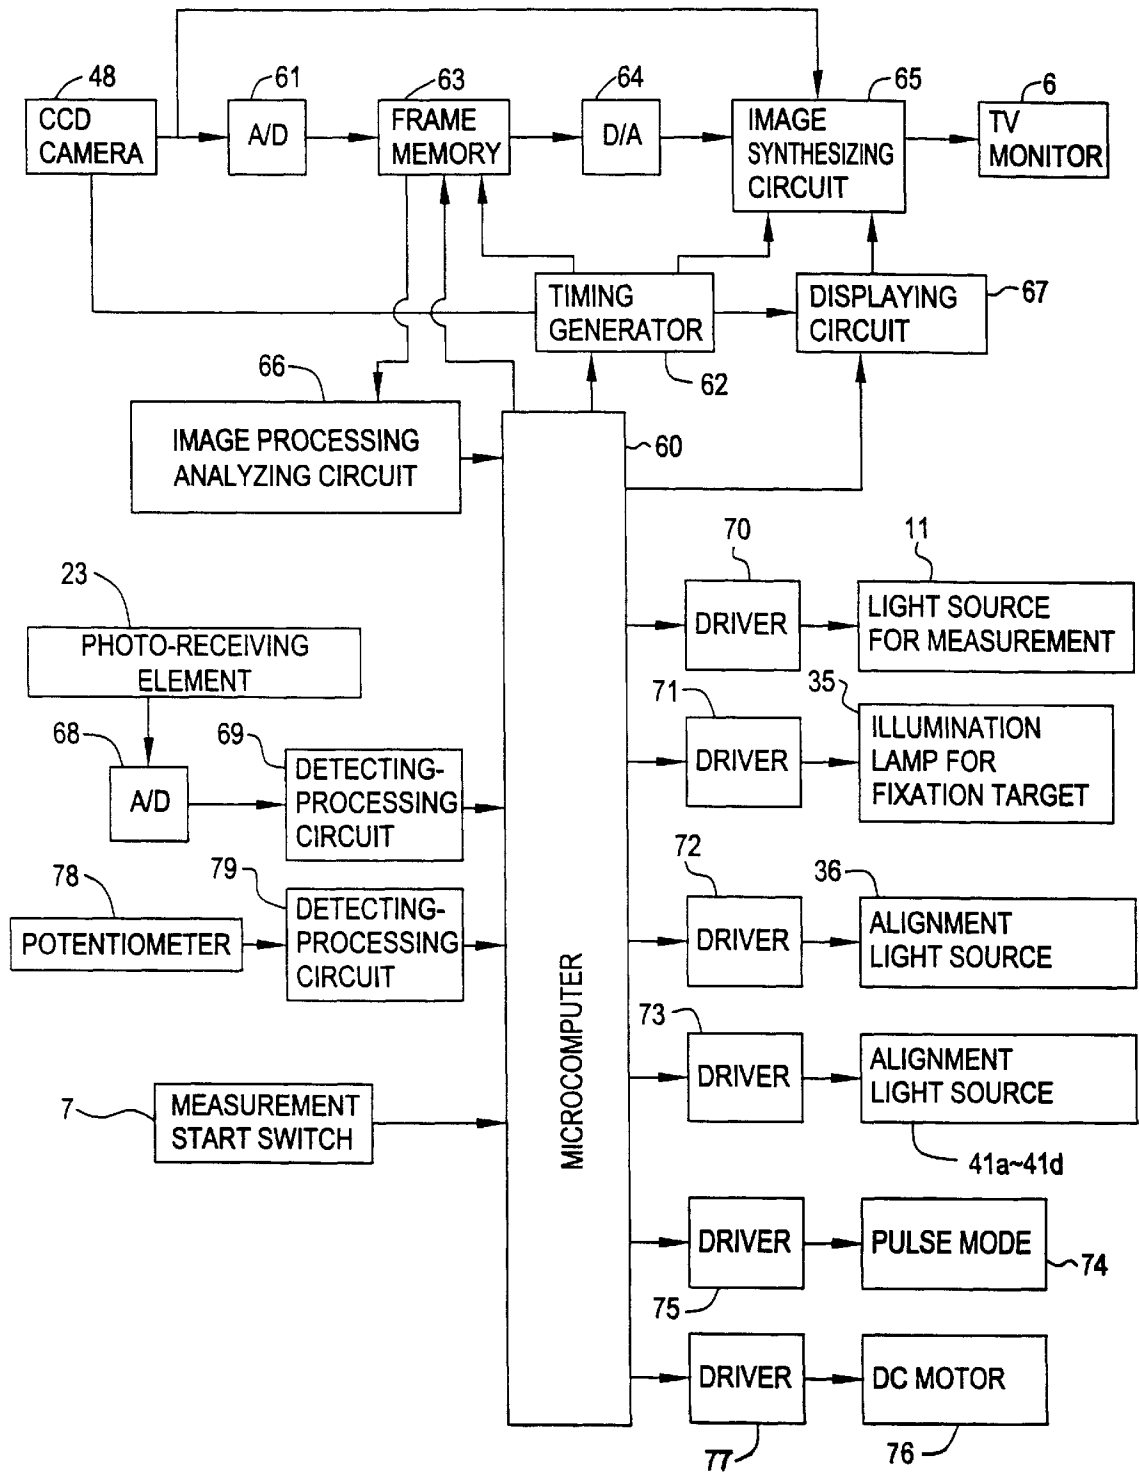 48
61
63
64
65
6
CCD
CAMERA
A/D
FRAME
MEMORY
D/A
IMAGE
SYNTHESIZING
CIRCUIT
TV
MONITOR
TIMING
GENERATOR
62
DISPLAYING
CIRCUIT
67
66
IMAGE PROCESSING
ANALYZING CIRCUIT
60
MICROCOMPUTER
23
PHOTO-RECEIVING
ELEMENT
68
A/D
69
DETECTING-
PROCESSING
CIRCUIT
78
POTENTIOMETER
79
DETECTING-
PROCESSING
CIRCUIT
7
MEASUREMENT
START SWITCH
70
DRIVER
11
LIGHT SOURCE
FOR MEASUREMENT
71
DRIVER
35
ILLUMINATION
LAMP FOR
FIXATION TARGET
72
DRIVER
36
ALIGNMENT
LIGHT SOURCE
73
DRIVER
ALIGNMENT
LIGHT SOURCE
41a~41d
DRIVER
75
PULSE MODE
74
DRIVER
77
DC MOTOR
76